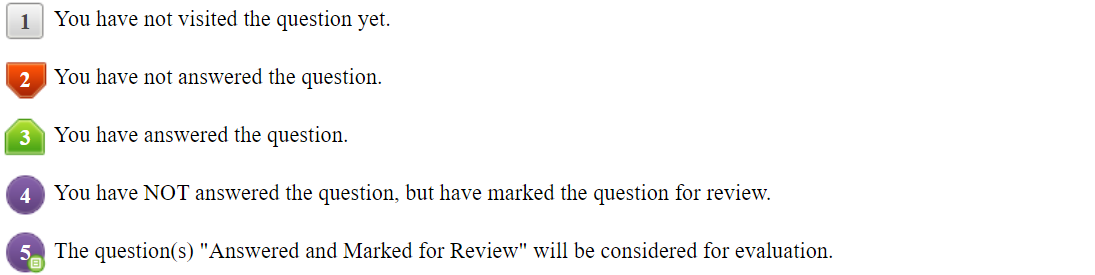 1 You have not visited the question yet.
2 You have not answered the question.
3 You have answered the question.
4 You have NOT answered the question, but have marked the question for review.
5 The question(s) "Answered and Marked for Review" will be considered for evaluation.